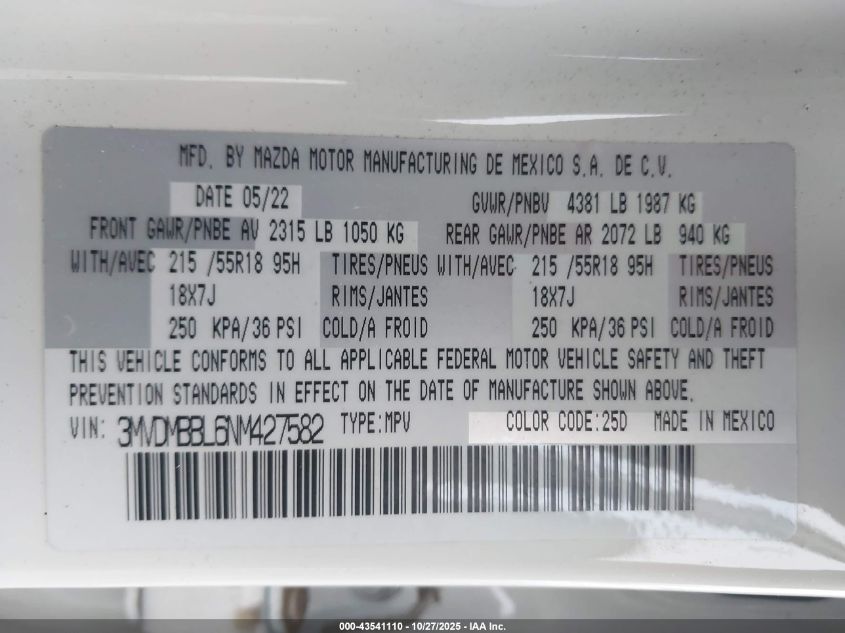 MFD. BY MAZDA MOTOR MANUFACTURING DE MEXICO S.A. DE C.V.
DATE 05/22 GVWR/PNBV 4381 LB 1987 KG
FRONT GAWR/PNBE AV 2315 LB 1050 KG REAR GAWR/PNBE AR 2072 LB 940 KG
WITH/AVEC 215 /55R18 95H TIRES/PNEUS WITH/AVEC 215 /55R18 95H TIRES/PNEUS
18X7J RIMS/JANTES 18X7J RIMS/JANTES
250 KPA/36 PSI COLD/A FROID 250 KPA/36 PSI COLD/A FROID
THIS VEHICLE CONFORMS TO ALL APPLICABLE FEDERAL MOTOR VEHICLE SAFETY AND THEFT
PREVENTION STANDARDS IN EFFECT ON THE DATE OF MANUFACTURE SHOWN ABOVE.
VIN: 3MVDMBBL6NM427582 TYPE:MPV COLOR CODE:25D MADE IN MEXICO
000-43541110 - 10/27/2025 - IAA Inc.